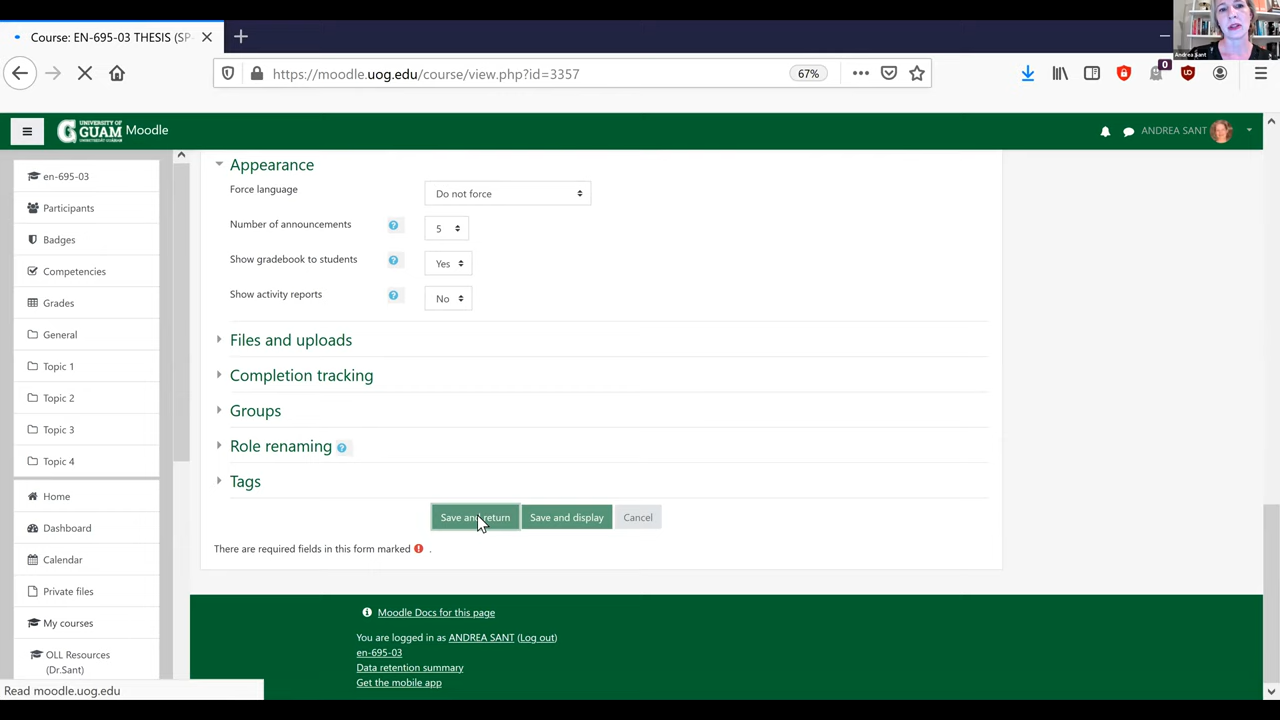 Course: EN-695-03 THESIS (SP-
Andrea Sant
https://moodle.uog.edu/course/view.php?id=3357
67%
0
UNIVERSITY OF
GUAM
Moodle
ANDREA SANT
en-695-03
Participants
Badges
Competencies
Grades
General
Topic 1
Topic 2
Topic 3
Topic 4
Home
Dashboard
Calendar
Private files
My courses
OLL Resources
(Dr.Sant)
Read moodle.uog.edu
Appearance
Force language
Do not force
Number of announcements
5
Show gradebook to students
Yes
Show activity reports
No
Files and uploads
Completion tracking
Groups
Role renaming
Tags
Save and return
Save and display
Cancel
There are required fields in this form marked .
Moodle Docs for this page
You are logged in as ANDREA SANT (Log out)
en-695-03
Data retention summary
Get the mobile app